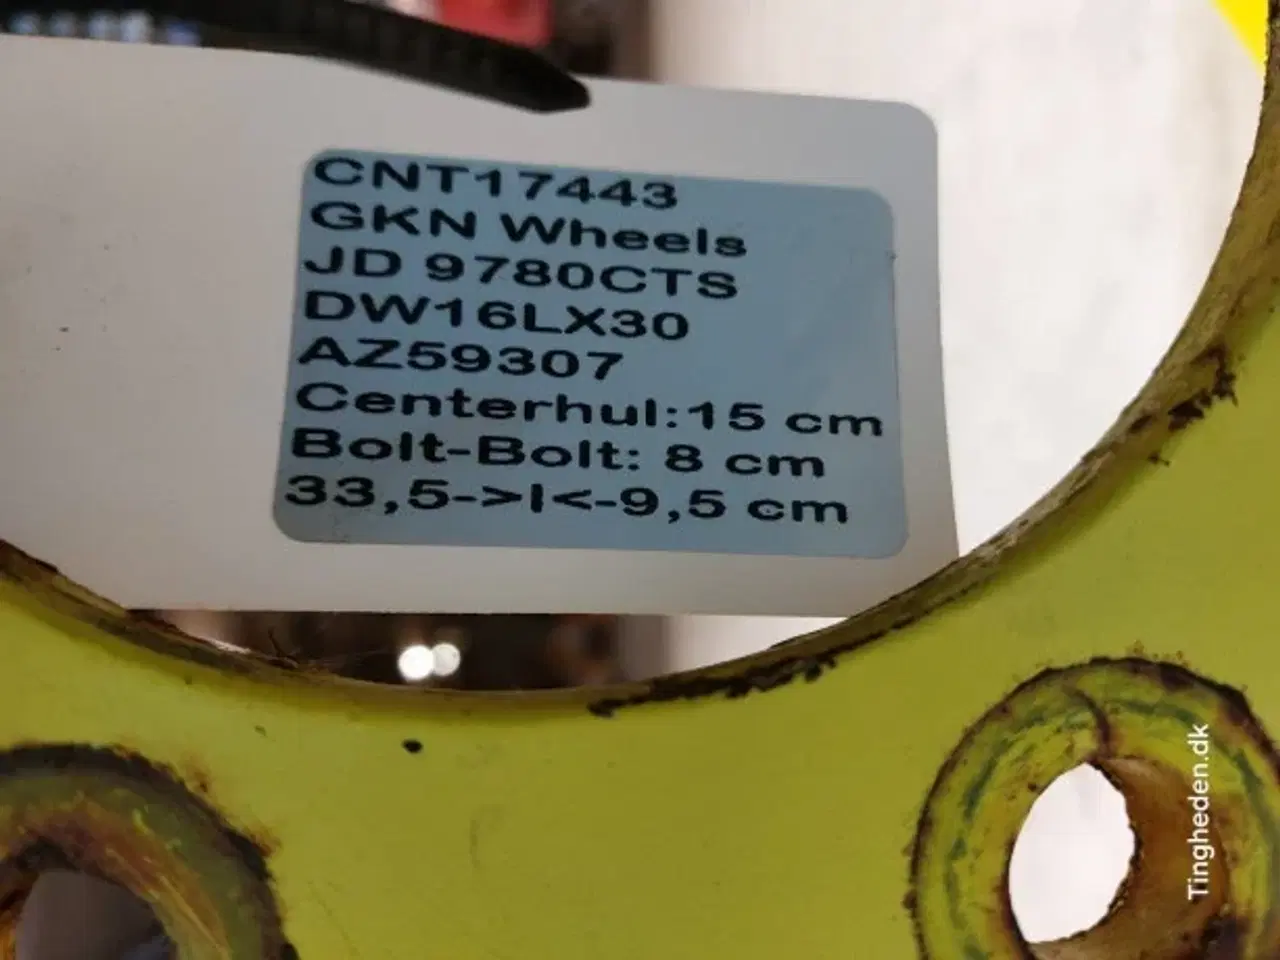 CNT17443
GKN Wheels
JD 9780CTS
DW16LX30
AZ59307
Centerhul:15 cm
Bolt-Bolt: 8 cm
33,5->I<-9,5 cm
Tingheden.dk